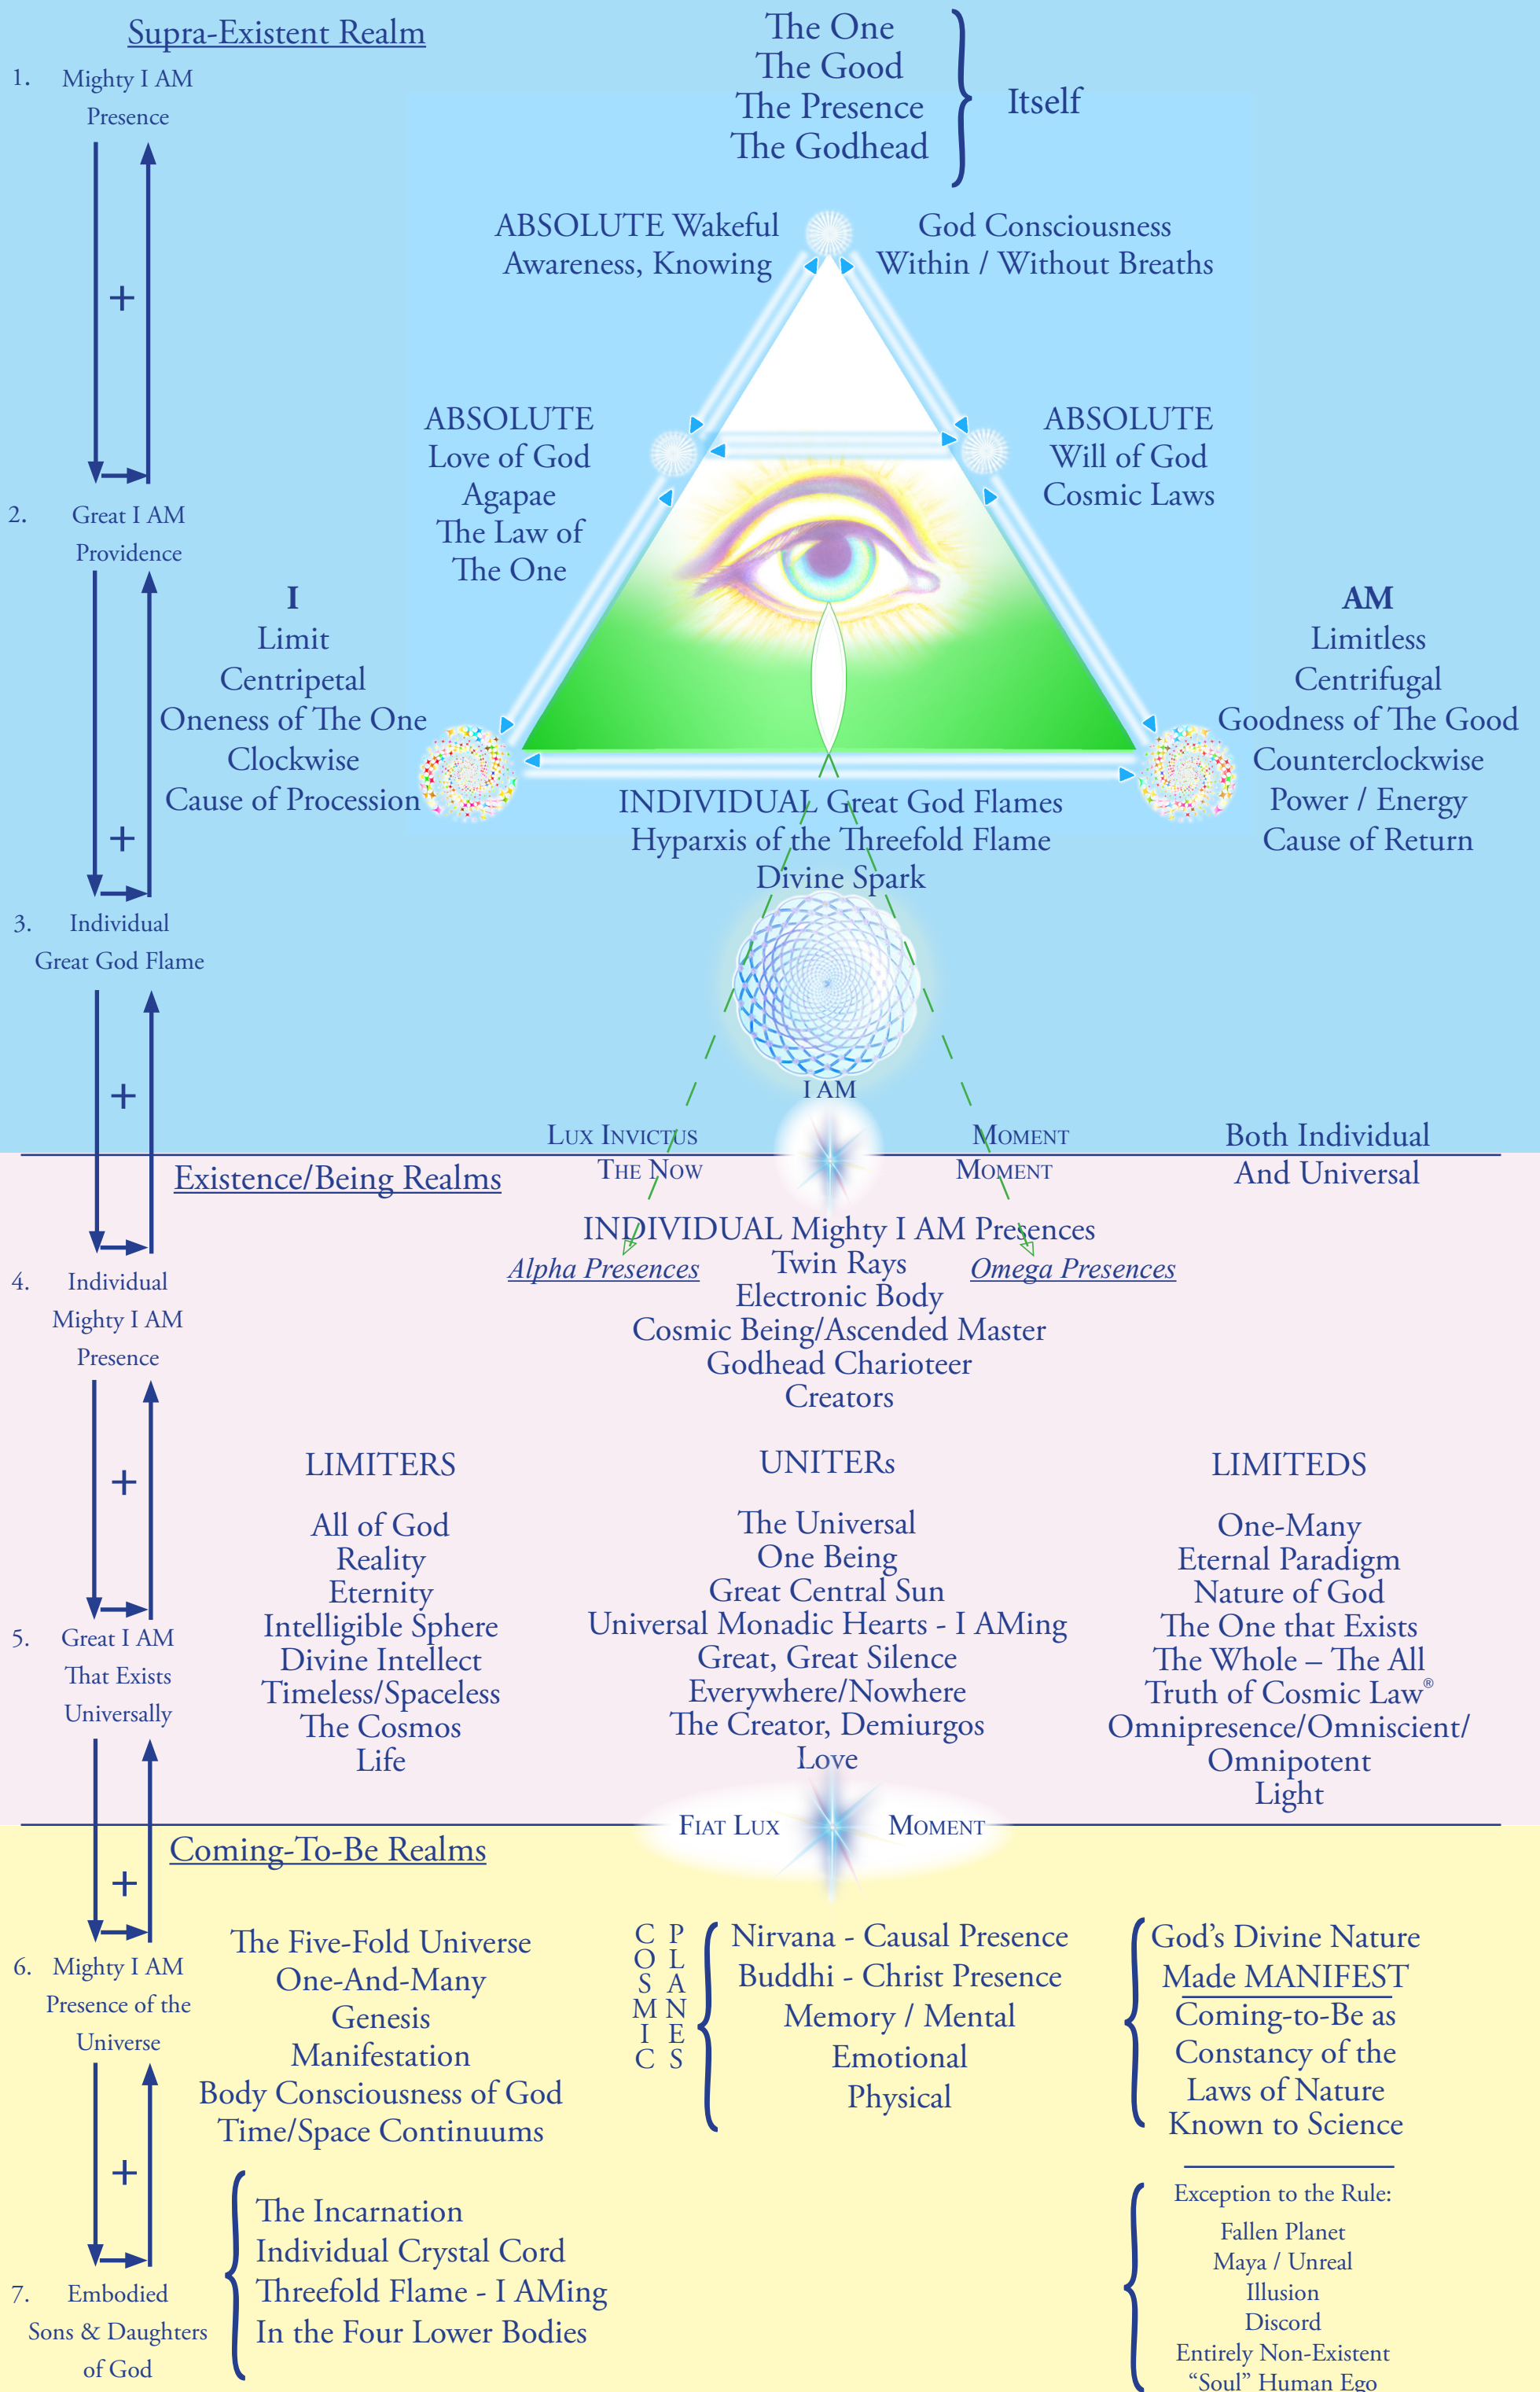 Supra-Existent Realm
The One
The Good
The Presence
The Godhead
Itself
1. Mighty I AM
Presence
+
ABSOLUTE Wakeful
Awareness, Knowing
God Consciousness
Within / Without Breaths
ABSOLUTE
Love of God
Agapae
The Law of
The One
ABSOLUTE
Will of God
Cosmic Laws
2. Great I AM
Providence
+
I
Limit
Centripetal
Oneness of The One
Clockwise
Cause of Procession
AM
Limitless
Centrifugal
Goodness of The Good
Counterclockwise
Power / Energy
Cause of Return
INDIVIDUAL Great God Flames
Hyparxis of the Threefold Flame
Divine Spark
3. Individual
Great God Flame
+
I AM
Lux Invictus
Moment
Both Individual
And Universal
Existence/Being Realms
The Now
Moment
INDIVIDUAL Mighty I AM Presences
Alpha Presences
Twin Rays
Omega Presences
Electronic Body
Cosmic Being/Ascended Master
Godhead Charioteer
Creators
4. Individual
Mighty I AM
Presence
+
LIMITERS
All of God
Reality
Eternity
Intelligible Sphere
Divine Intellect
Timeless/Spaceless
The Cosmos
Life
UNITERs
The Universal
One Being
Great Central Sun
Universal Monadic Hearts - I AMing
Great, Great Silence
Everywhere/Nowhere
The Creator, Demiurgos
Love
LIMITEDS
One-Many
Eternal Paradigm
Nature of God
The One that Exists
The Whole – The All
Truth of Cosmic Law®
Omnipresence/Omniscient/
Omnipotent
Light
5. Great I AM
That Exists
Universally
+
Fiat Lux
Moment
Coming-To-Be Realms
6. Mighty I AM
Presence of the
Universe
+
The Five-Fold Universe
One-And-Many
Genesis
Manifestation
Body Consciousness of God
Time/Space Continuums
COSMIC
PLANES
Nirvana - Causal Presence
Buddhi - Christ Presence
Memory / Mental
Emotional
Physical
God’s Divine Nature
Made MANIFEST
Coming-to-Be as
Constancy of the
Laws of Nature
Known to Science
7. Embodied
Sons & Daughters
of God
The Incarnation
Individual Crystal Cord
Threefold Flame - I AMing
In the Four Lower Bodies
Exception to the Rule:
Fallen Planet
Maya / Unreal
Illusion
Discord
Entirely Non-Existent
“Soul” Human Ego